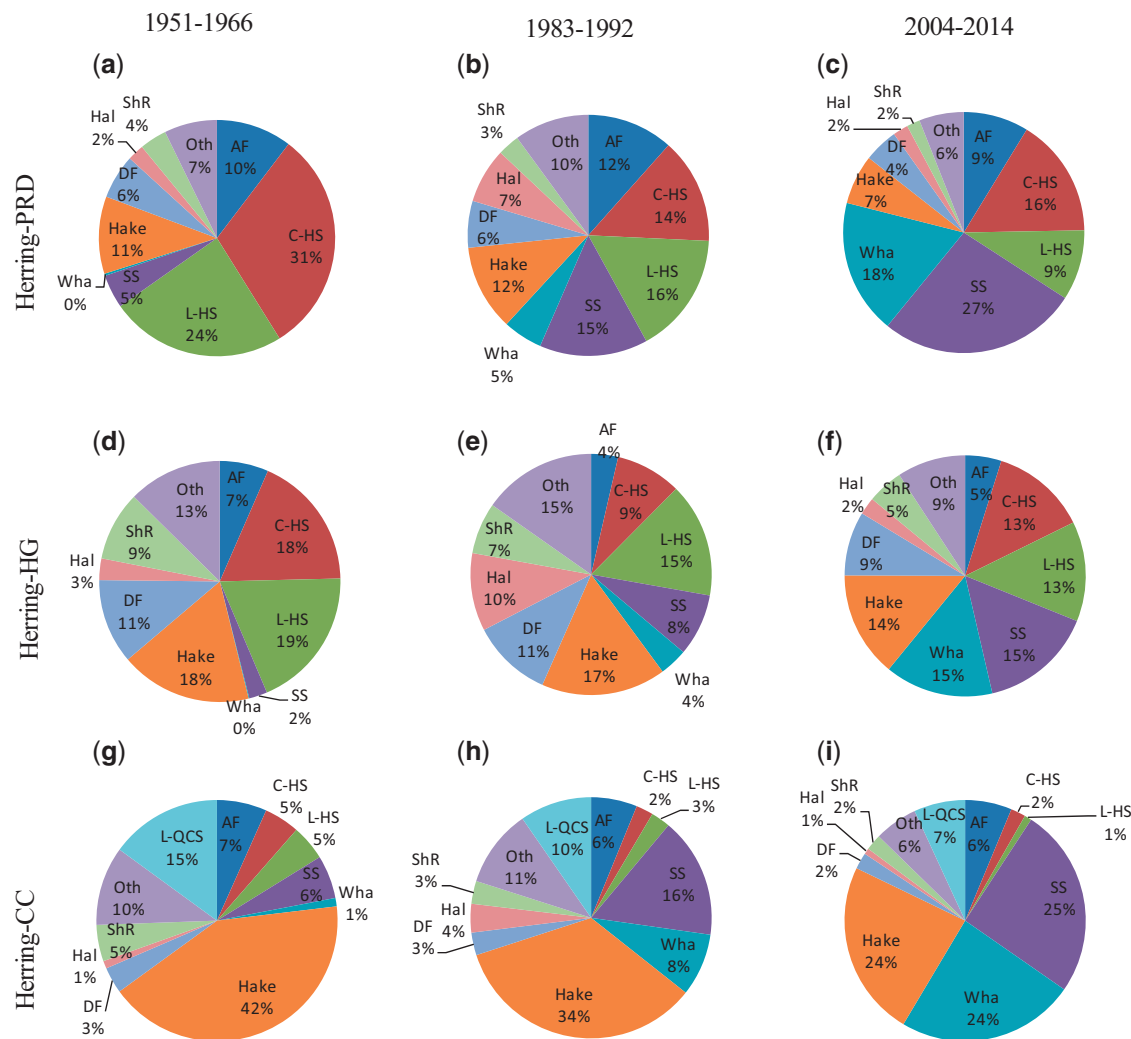 1951-1966
1983-1992
2004-2014
Herring-PRD
(a)
AF
10%
C-HS
31%
L-HS
24%
SS
5%
Wha
0%
Hake
11%
DF
6%
Hal
2%
ShR
4%
Oth
7%
(b)
AF
12%
C-HS
14%
L-HS
16%
SS
15%
Wha
5%
Hake
12%
DF
6%
Hal
7%
ShR
3%
Oth
10%
(c)
AF
9%
C-HS
16%
L-HS
9%
SS
27%
Wha
18%
Hake
7%
DF
4%
Hal
2%
ShR
2%
Oth
6%
Herring-HG
(d)
AF
7%
C-HS
18%
L-HS
19%
SS
2%
Wha
0%
Hake
18%
DF
11%
Hal
3%
ShR
9%
Oth
13%
(e)
AF
4%
C-HS
9%
L-HS
15%
SS
8%
Wha
4%
Hake
17%
DF
11%
Hal
10%
ShR
7%
Oth
15%
(f)
AF
5%
C-HS
13%
L-HS
13%
SS
15%
Wha
15%
Hake
14%
DF
9%
Hal
2%
ShR
5%
Oth
9%
Herring-CC
(g)
AF
7%
C-HS
5%
L-HS
5%
SS
6%
Wha
1%
Hake
42%
DF
3%
Hal
1%
ShR
5%
Oth
10%
L-QCS
15%
(h)
AF
6%
C-HS
2%
L-HS
3%
SS
16%
Wha
8%
Hake
34%
DF
3%
Hal
4%
ShR
3%
Oth
11%
L-QCS
10%
(i)
AF
6%
C-HS
2%
L-HS
1%
SS
25%
Wha
24%
Hake
24%
DF
2%
Hal
1%
ShR
2%
Oth
6%
L-QCS
7%